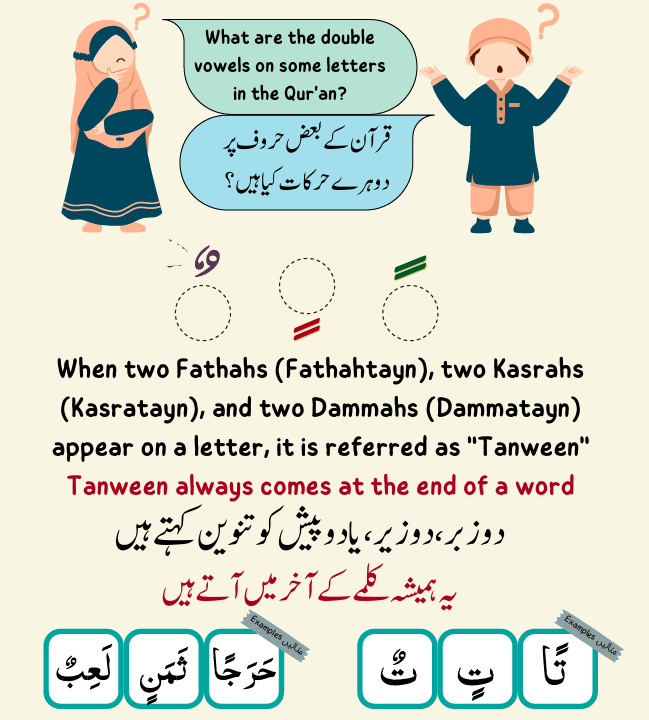 What are the double
vowels on some letters
in the Qur'an?
قرآن کے بعض حروف پر
دوہرے حرکات کیا ہیں؟
When two Fathahs (Fathahtayn), two Kasrahs
(Kasratayn), and two Dammahs (Dammatayn)
appear on a letter, it is referred as "Tanween"
Tanween always comes at the end of a word
دو زبر، دو زیر، یا دو پیش کو تنوین کہتے ہیں
یہ ہمیشہ کلمے کے آخر میں آتے ہیں
Examples مثالیں
حَرَجًا ثَمَنٍ لَعِبٌ
Examples مثالیں
تًا تٍ تٌ